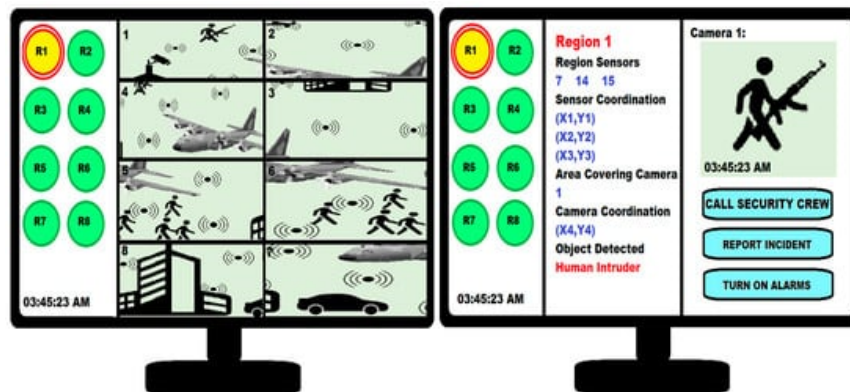 R1 R2
R3 R4
R5 R6
R7 R8
03:45:23 AM
1 2
4 3
5 6
8 7
R1 R2
R3 R4
R5 R6
R7 R8
03:45:23 AM
Region 1
Region Sensors
7 14 15
Sensor Coordination
(X1,Y1)
(X2,Y2)
(X3,Y3)
Area Covering Camera
1
Camera Coordination
(X4,Y4)
Object Detected
Human Intruder
Camera 1:
03:45:23 AM
CALL SECURITY CREW
REPORT INCIDENT
TURN ON ALARMS